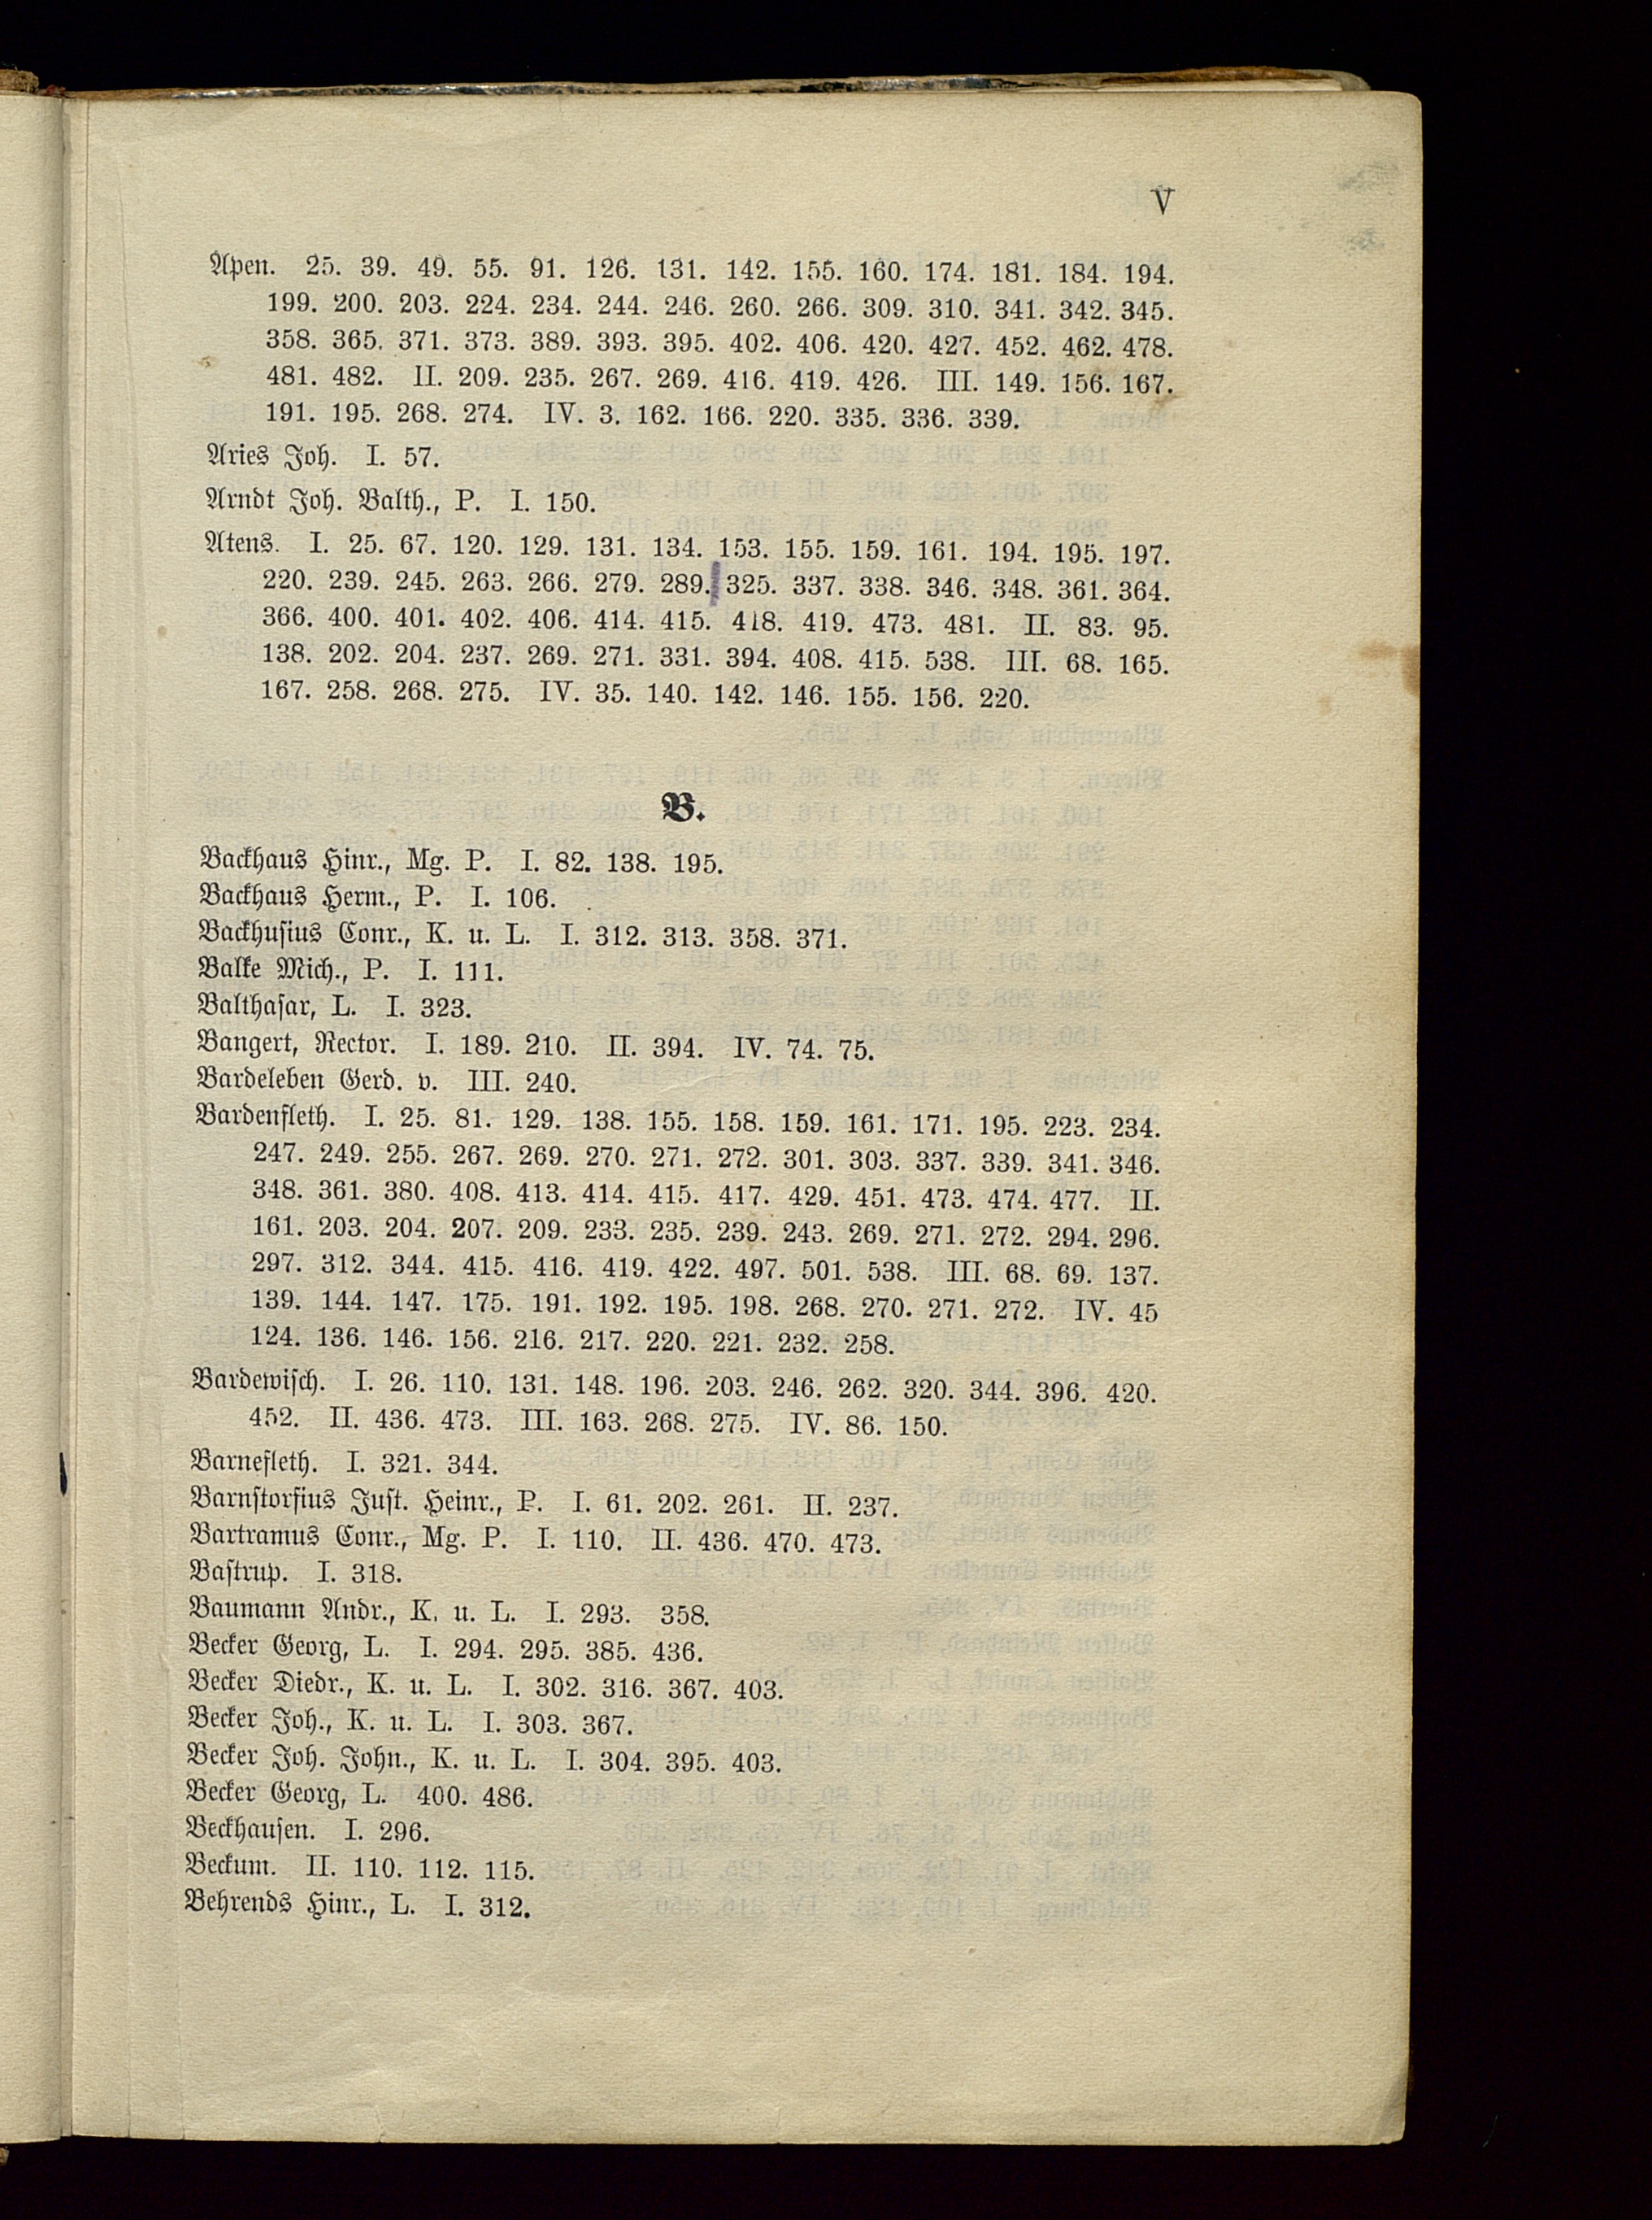 V
Apen. 25. 39. 49. 55. 91. 126. 131. 142. 155. 160. 174. 181. 184. 194.
199. 200. 203. 224. 234. 244. 246. 260. 266. 309. 310. 341. 342. 345.
358. 365. 371. 373. 389. 393. 395. 402. 406. 420. 427. 452. 462. 478.
481. 482. II. 209. 235. 267. 269. 416. 419. 426. III. 149. 156. 167.
191. 195. 268. 274. IV. 3. 162. 166. 220. 335. 336. 339.
Aries Joh. I. 57.
Arndt Joh. Balth., P. I. 150.
Atens. I. 25. 67. 120. 129. 131. 134. 153. 155. 159. 161. 194. 195. 197.
220. 239. 245. 263. 266. 279. 289. 325. 337. 338. 346. 348. 361. 364.
366. 400. 401. 402. 406. 414. 415. 418. 419. 473. 481. II. 83. 95.
138. 202. 204. 237. 269. 271. 331. 394. 408. 415. 538. III. 68. 165.
167. 258. 268. 275. IV. 35. 140. 142. 146. 155. 156. 220.
B.
Backhaus Hinr., Mg. P. I. 82. 138. 195.
Backhaus Herm., P. I. 106.
Backhuſius Conr., K. u. L. I. 312. 313. 358. 371.
Balke Mich., P. I. 111.
Balthaſar, L. I. 323.
Bangert, Rector. I. 189. 210. II. 394. IV. 74. 75.
Bardeleben Gerd. v. III. 240.
Bardenfleth. I. 25. 81. 129. 138. 155. 158. 159. 161. 171. 195. 223. 234.
247. 249. 255. 267. 269. 270. 271. 272. 301. 303. 337. 339. 341. 346.
348. 361. 380. 408. 413. 414. 415. 417. 429. 451. 473. 474. 477. II.
161. 203. 204. 207. 209. 233. 235. 239. 243. 269. 271. 272. 294. 296.
297. 312. 344. 415. 416. 419. 422. 497. 501. 538. III. 68. 69. 137.
139. 144. 147. 175. 191. 192. 195. 198. 268. 270. 271. 272. IV. 45
124. 136. 146. 156. 216. 217. 220. 221. 232. 258.
Bardewiſch. I. 26. 110. 131. 148. 196. 203. 246. 262. 320. 344. 396. 420.
452. II. 436. 473. III. 163. 268. 275. IV. 86. 150.
Barnefleth. I. 321. 344.
Barnſtorfius Juſt. Heinr., P. I. 61. 202. 261. II. 237.
Bartramus Conr., Mg. P. I. 110. II. 436. 470. 473.
Baſtrup. I. 318.
Baumann Andr., K. u. L. I. 293. 358.
Becker Georg, L. I. 294. 295. 385. 436.
Becker Diedr., K. u. L. I. 302. 316. 367. 403.
Becker Joh., K. u. L. I. 303. 367.
Becker Joh. John., K. u. L. I. 304. 395. 403.
Becker Georg, L. 400. 486.
Beckhauſen. I. 296.
Beckum. II. 110. 112. 115.
Behrends Hinr., L. I. 312.